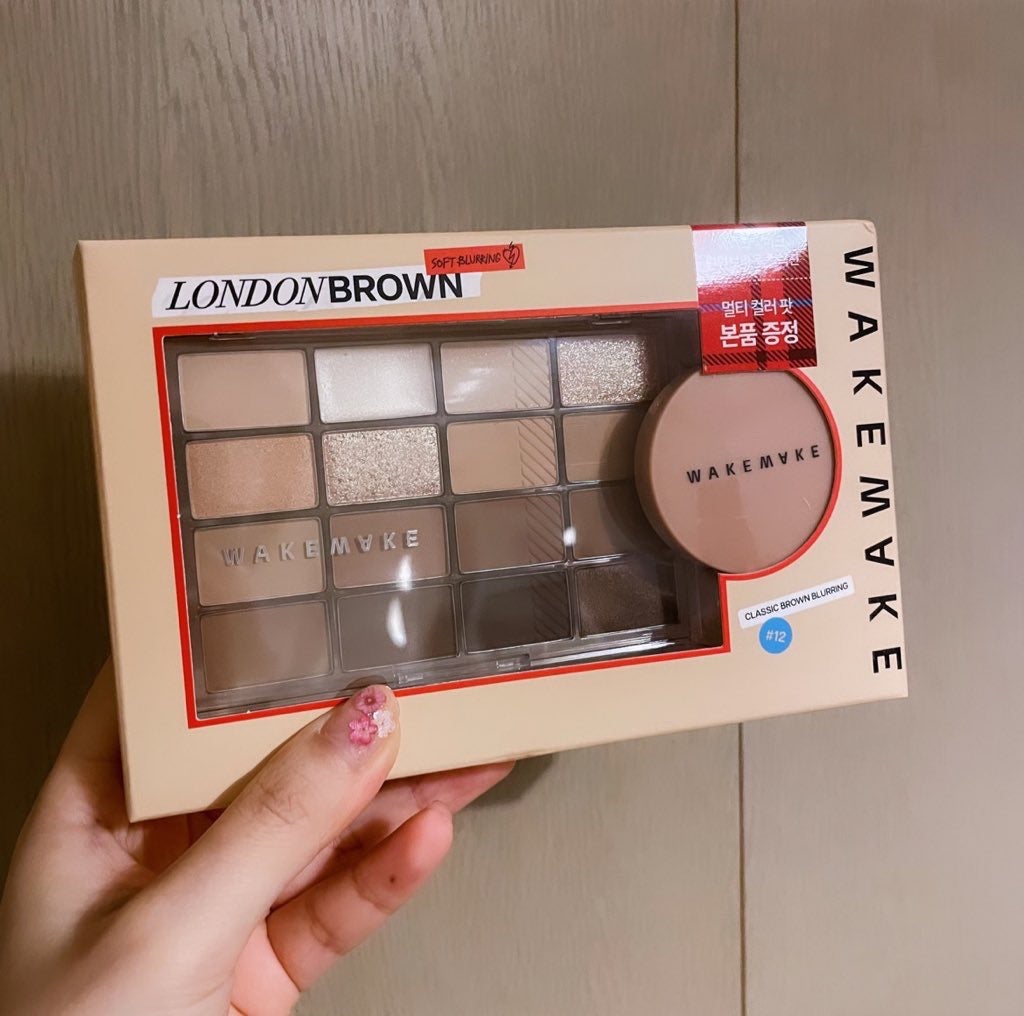 SOFT BLURRING
LONDONBROWN
멀티 컬러 팟
본품 증정
WAKEMAKE
WAKEMAKE
WAKEMAKE
CLASSIC BROWN BLURRING
#12